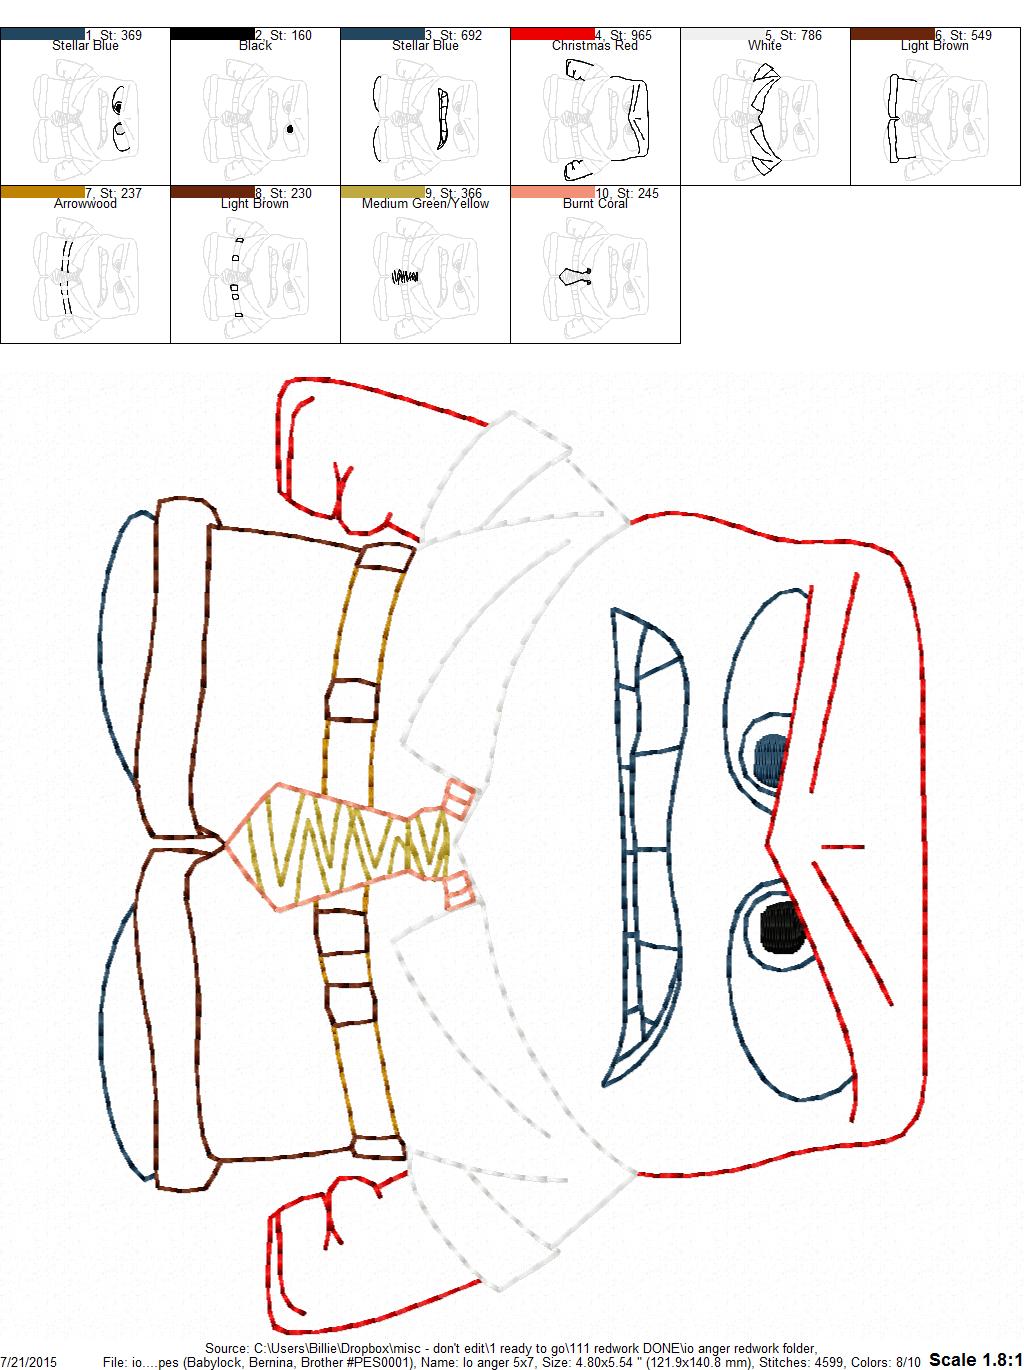 1, St: 369
Stellar Blue
2, St: 160
Black
3, St: 692
Stellar Blue
4, St: 965
Christmas Red
5, St: 786
White
6, St: 549
Light Brown
7, St: 237
Arrowwood
8, St: 230
Light Brown
9, St: 366
Medium Green/Yellow
10, St: 245
Burnt Coral
Source: C:\Users\Billie\Dropbox\misc - don't edit\1 ready to go\111 redwork DONE\io anger redwork folder,
7/21/2015 File: io....pes (Babylock, Bernina, Brother #PES0001), Name: Io anger 5x7, Size: 4.80x5.54 " (121.9x140.8 mm), Stitches: 4599, Colors: 8/10 Scale 1.8:1